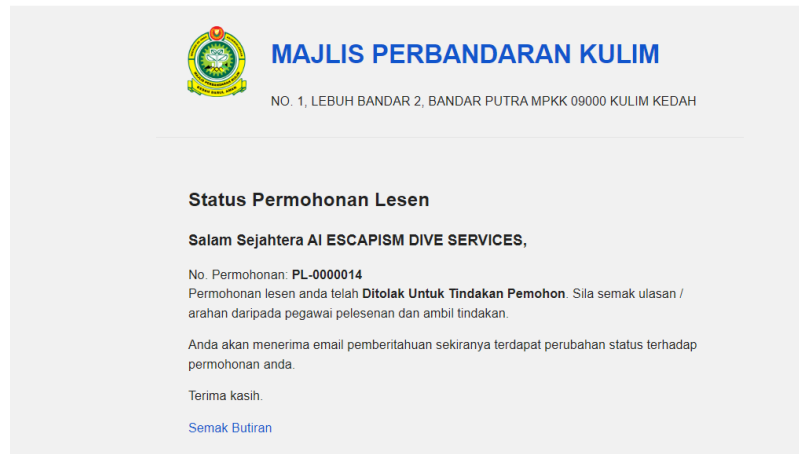 MAJLIS PERBANDARAN KULIM
NO. 1, LEBUH BANDAR 2, BANDAR PUTRA MPKK 09000 KULIM KEDAH
Status Permohonan Lesen
Salam Sejahtera AI ESCAPISM DIVE SERVICES,
No. Permohonan: PL-0000014
Permohonan lesen anda telah Ditolak Untuk Tindakan Pemohon. Sila semak ulasan /
arahan daripada pegawai pelesenan dan ambil tindakan.
Anda akan menerima email pemberitahuan sekiranya terdapat perubahan status terhadap
permohonan anda.
Terima kasih.
Semak Butiran